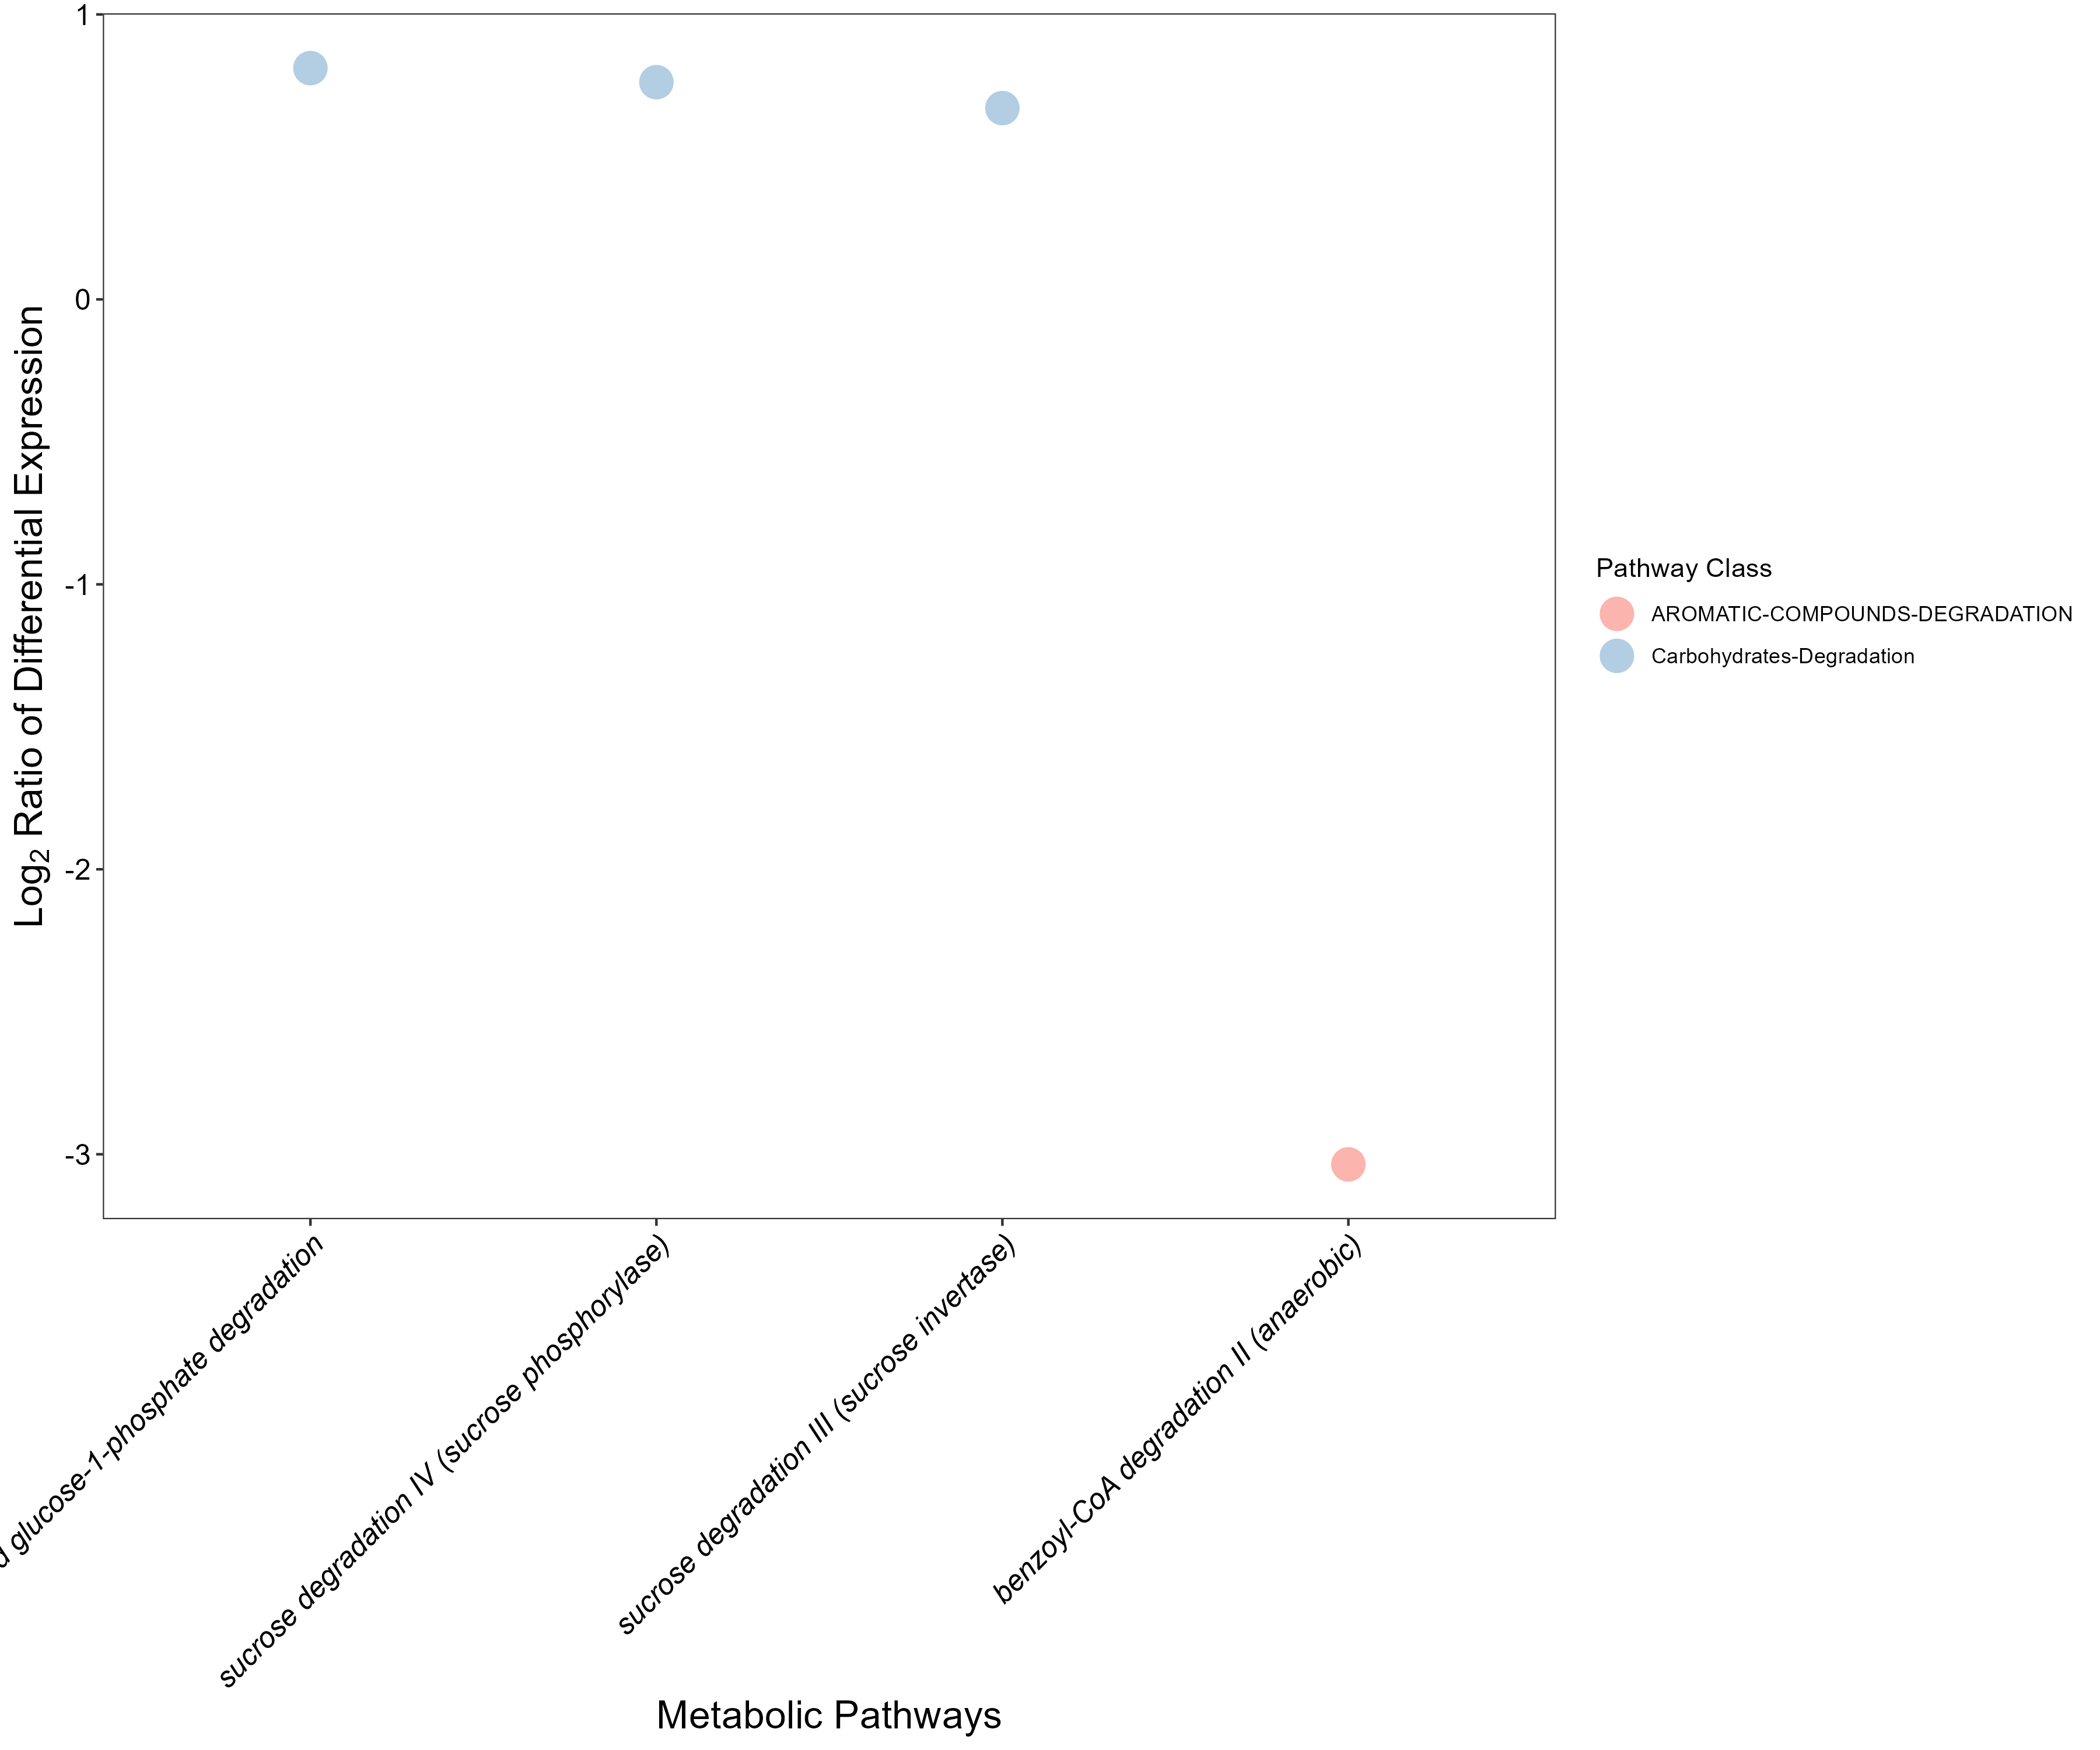 1
0
-1
-2
-3
Log2 Ratio of Differential Expression
glucose-1-phosphate degradation
sucrose degradation IV (sucrose phosphorylase)
sucrose degradation III (sucrose invertase)
benzoyl-CoA degradation II (anaerobic)
Metabolic Pathways
Pathway Class
AROMATIC-COMPOUNDS-DEGRADATION
Carbohydrates-Degradation